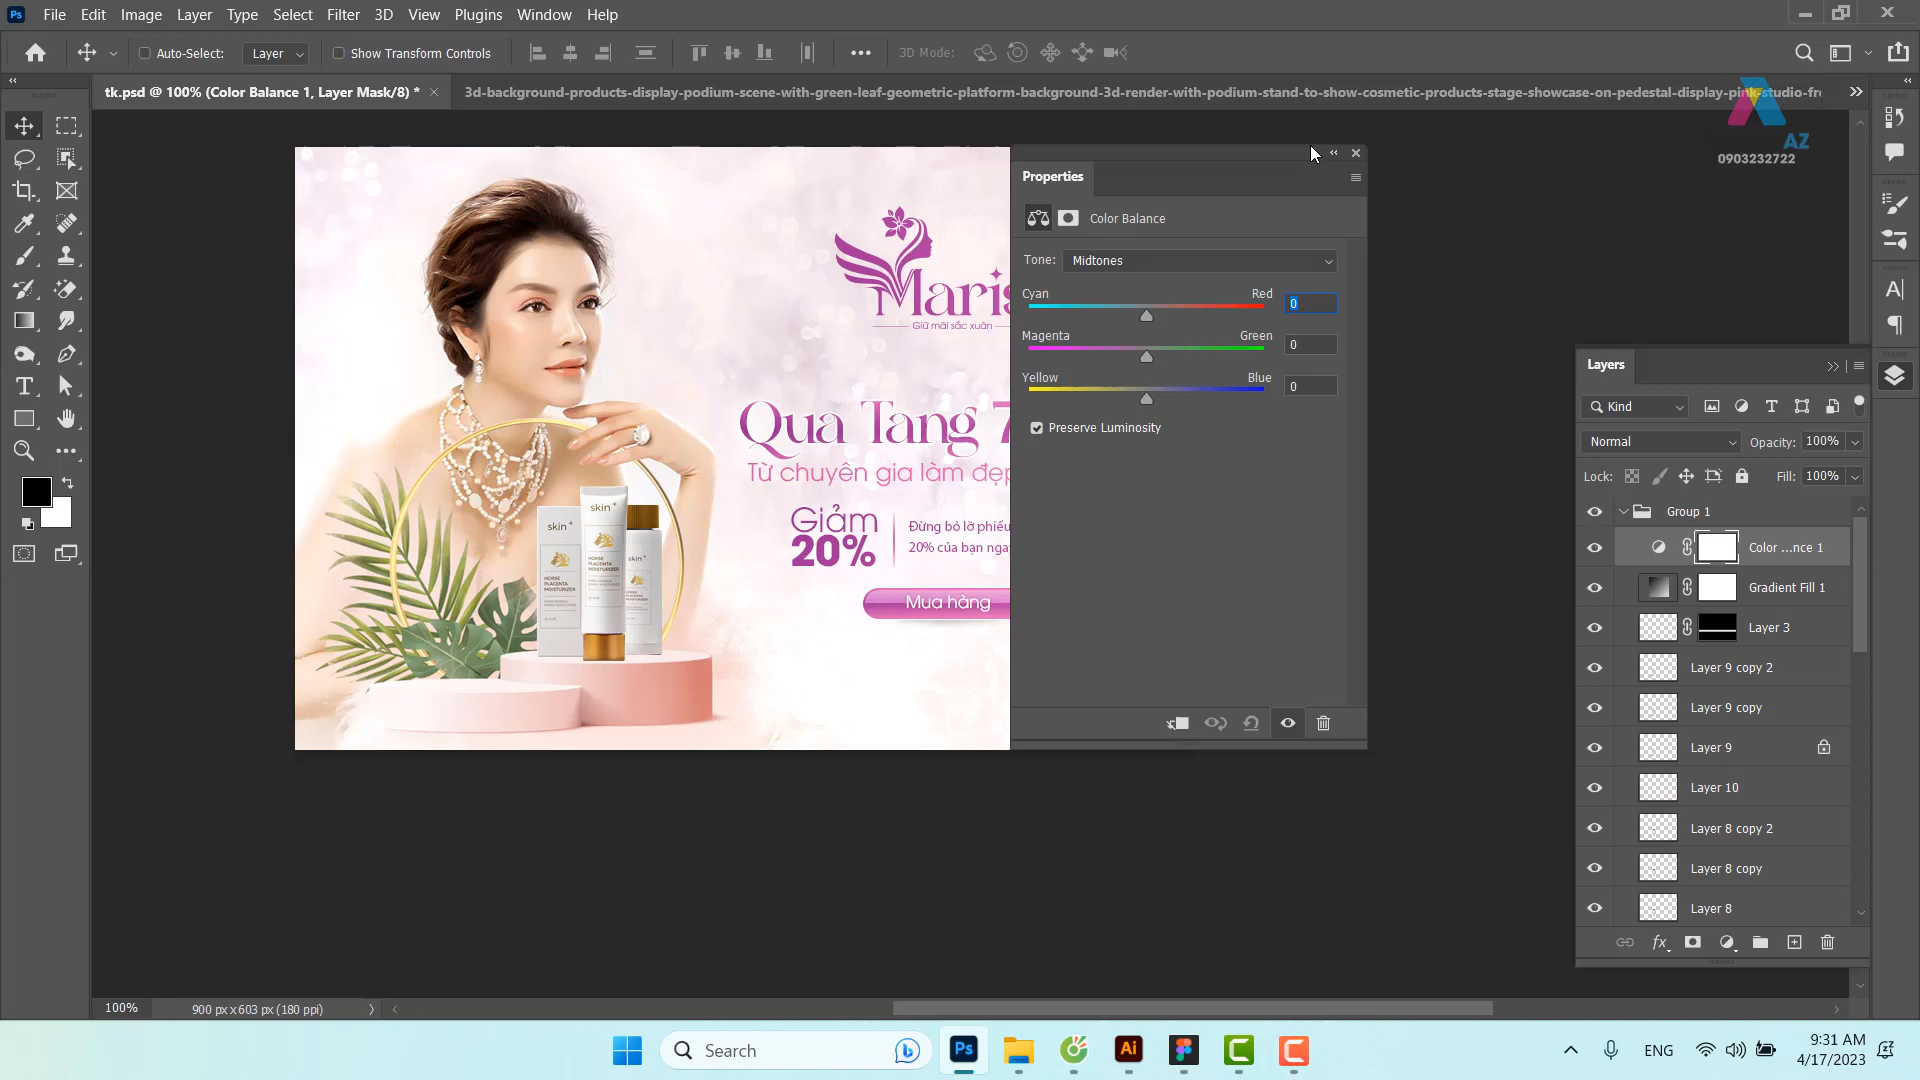 File Edit Image Layer Type Select Filter 3D View Plugins Window Help
Auto-Select: Layer Show Transform Controls 3D Mode:
tk.psd @ 100% (Color Balance 1, Layer Mask/8) *
3d-background-products-display-podium-scene-with-green-leaf-geometric-platform-background-3d-render-with-podium-stand-to-show-cosmetic-products-stage-showcase-on-pedestal-display-pink-studio-fre
AZ
0903232722
Properties
Color Balance
Tone: Midtones
Cyan Red 0
Magenta Green 0
Yellow Blue 0
Preserve Luminosity
Maris
Giữ mãi sắc xuân
Qua Tang 7
Từ chuyên gia làm đẹp
Giảm
20%
Đừng bỏ lỡ phiếu
20% của bạn ngay
Mua hàng
skin+
HORSE
PLACENTA
MOISTURIZER
skin+
HORSE
PLACENTA
MOISTURIZER
skin+
Layers
Kind
Normal Opacity: 100%
Lock: Fill: 100%
Group 1
Color ...nce 1
Gradient Fill 1
Layer 3
Layer 9 copy 2
Layer 9 copy
Layer 9
Layer 10
Layer 8 copy 2
Layer 8 copy
Layer 8
fx
100% 900 px x 603 px (180 ppi)
Search
Ps
Ai
ENG
9:31 AM
4/17/2023